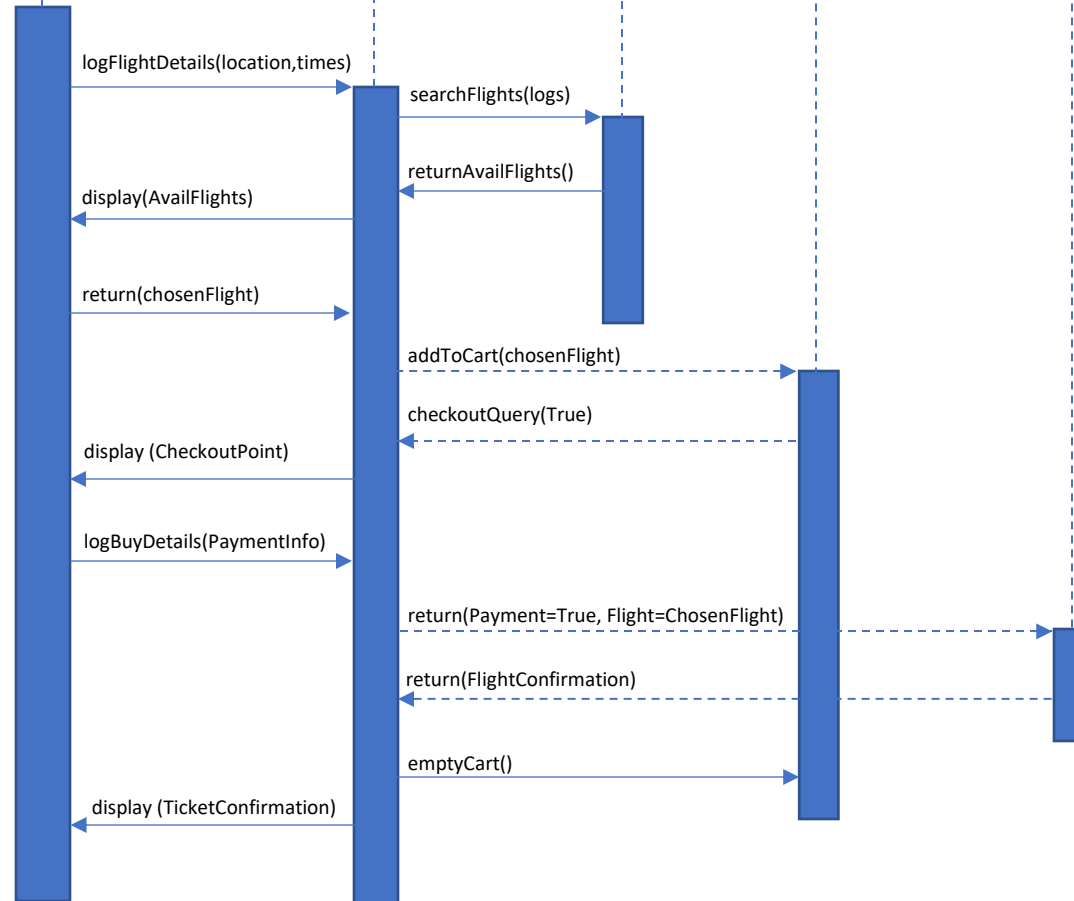 logFlightDetails(location,times)
searchFlights(logs)
returnAvailFlights()
display(AvailFlights)
return(chosenFlight)
addToCart(chosenFlight)
checkoutQuery(True)
display (CheckoutPoint)
logBuyDetails(PaymentInfo)
return(Payment=True, Flight=ChosenFlight)
return(FlightConfirmation)
emptyCart()
display (TicketConfirmation)